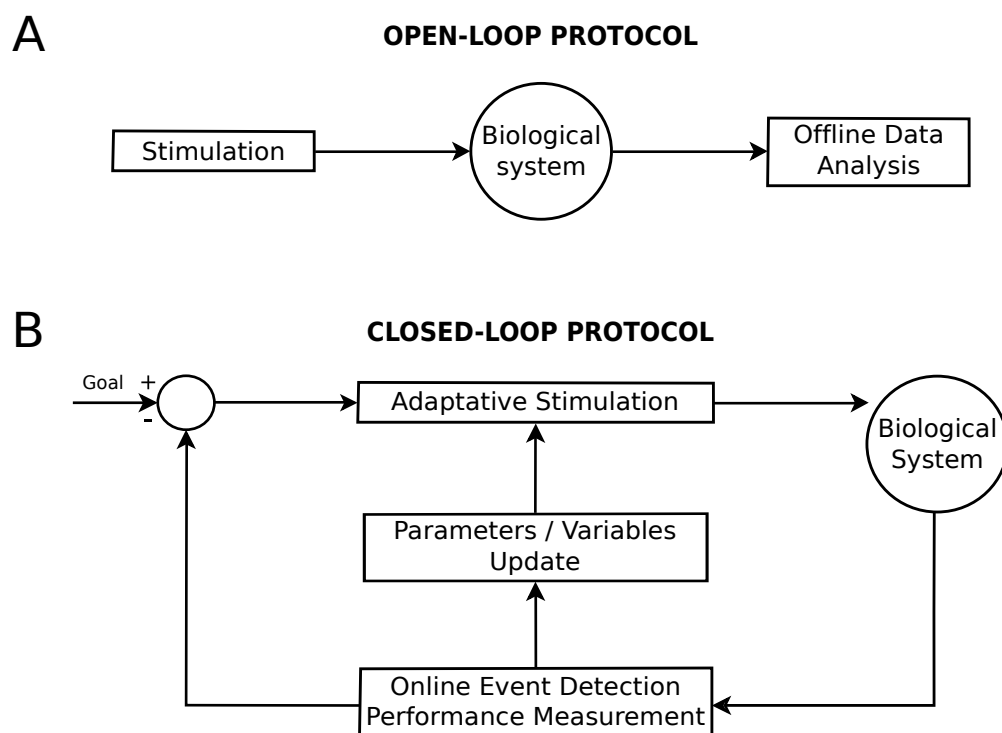 A
OPEN-LOOP PROTOCOL
Stimulation
Biological
system
Offline Data
Analysis
B
CLOSED-LOOP PROTOCOL
Goal
+
-
Adaptative Stimulation
Biological
System
Parameters / Variables
Update
Online Event Detection
Performance Measurement